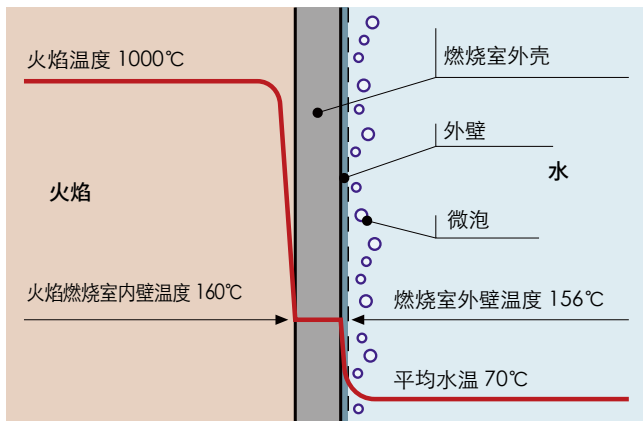 火焰温度 1000℃
燃烧室外壳
外壁
水
火焰
微泡
火焰燃烧室内壁温度 160℃
燃烧室外壁温度 156℃
平均水温 70℃